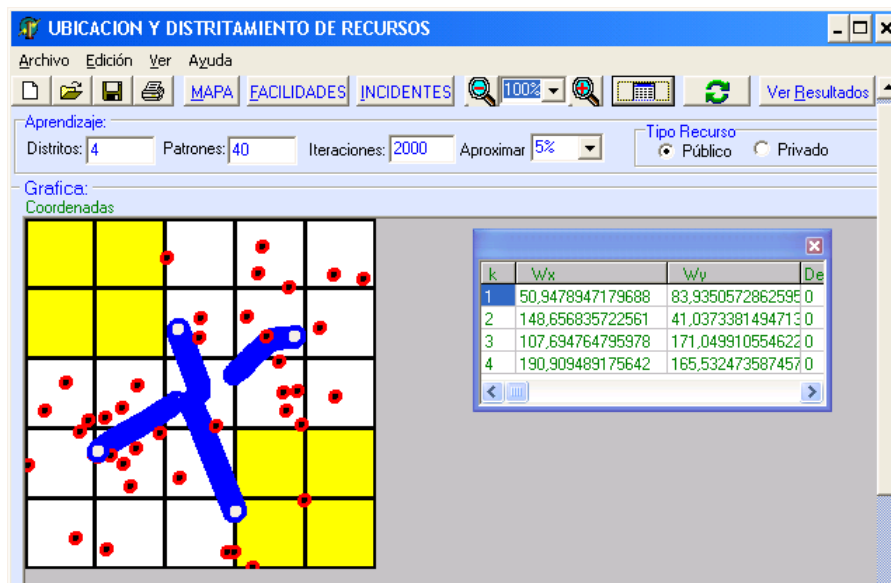 UBICACION Y DISTRITAMIENTO DE RECURSOS
Archivo Edición Ver Ayuda
MAPA FACILIDADES INCIDENTES 100% Ver Resultados
Aprendizaje:
Distritos: 4 Patrones: 40 Iteraciones: 2000 Aproximar 5% Tipo Recurso Público Privado
Grafica:
Coordenadas
k Wx Wy De
1 50,9478947179688 83,9350572862595 0
2 148,656835722561 41,0373381494713 0
3 107,694764795978 171,049910554622 0
4 190,909489175642 165,532473587457 0